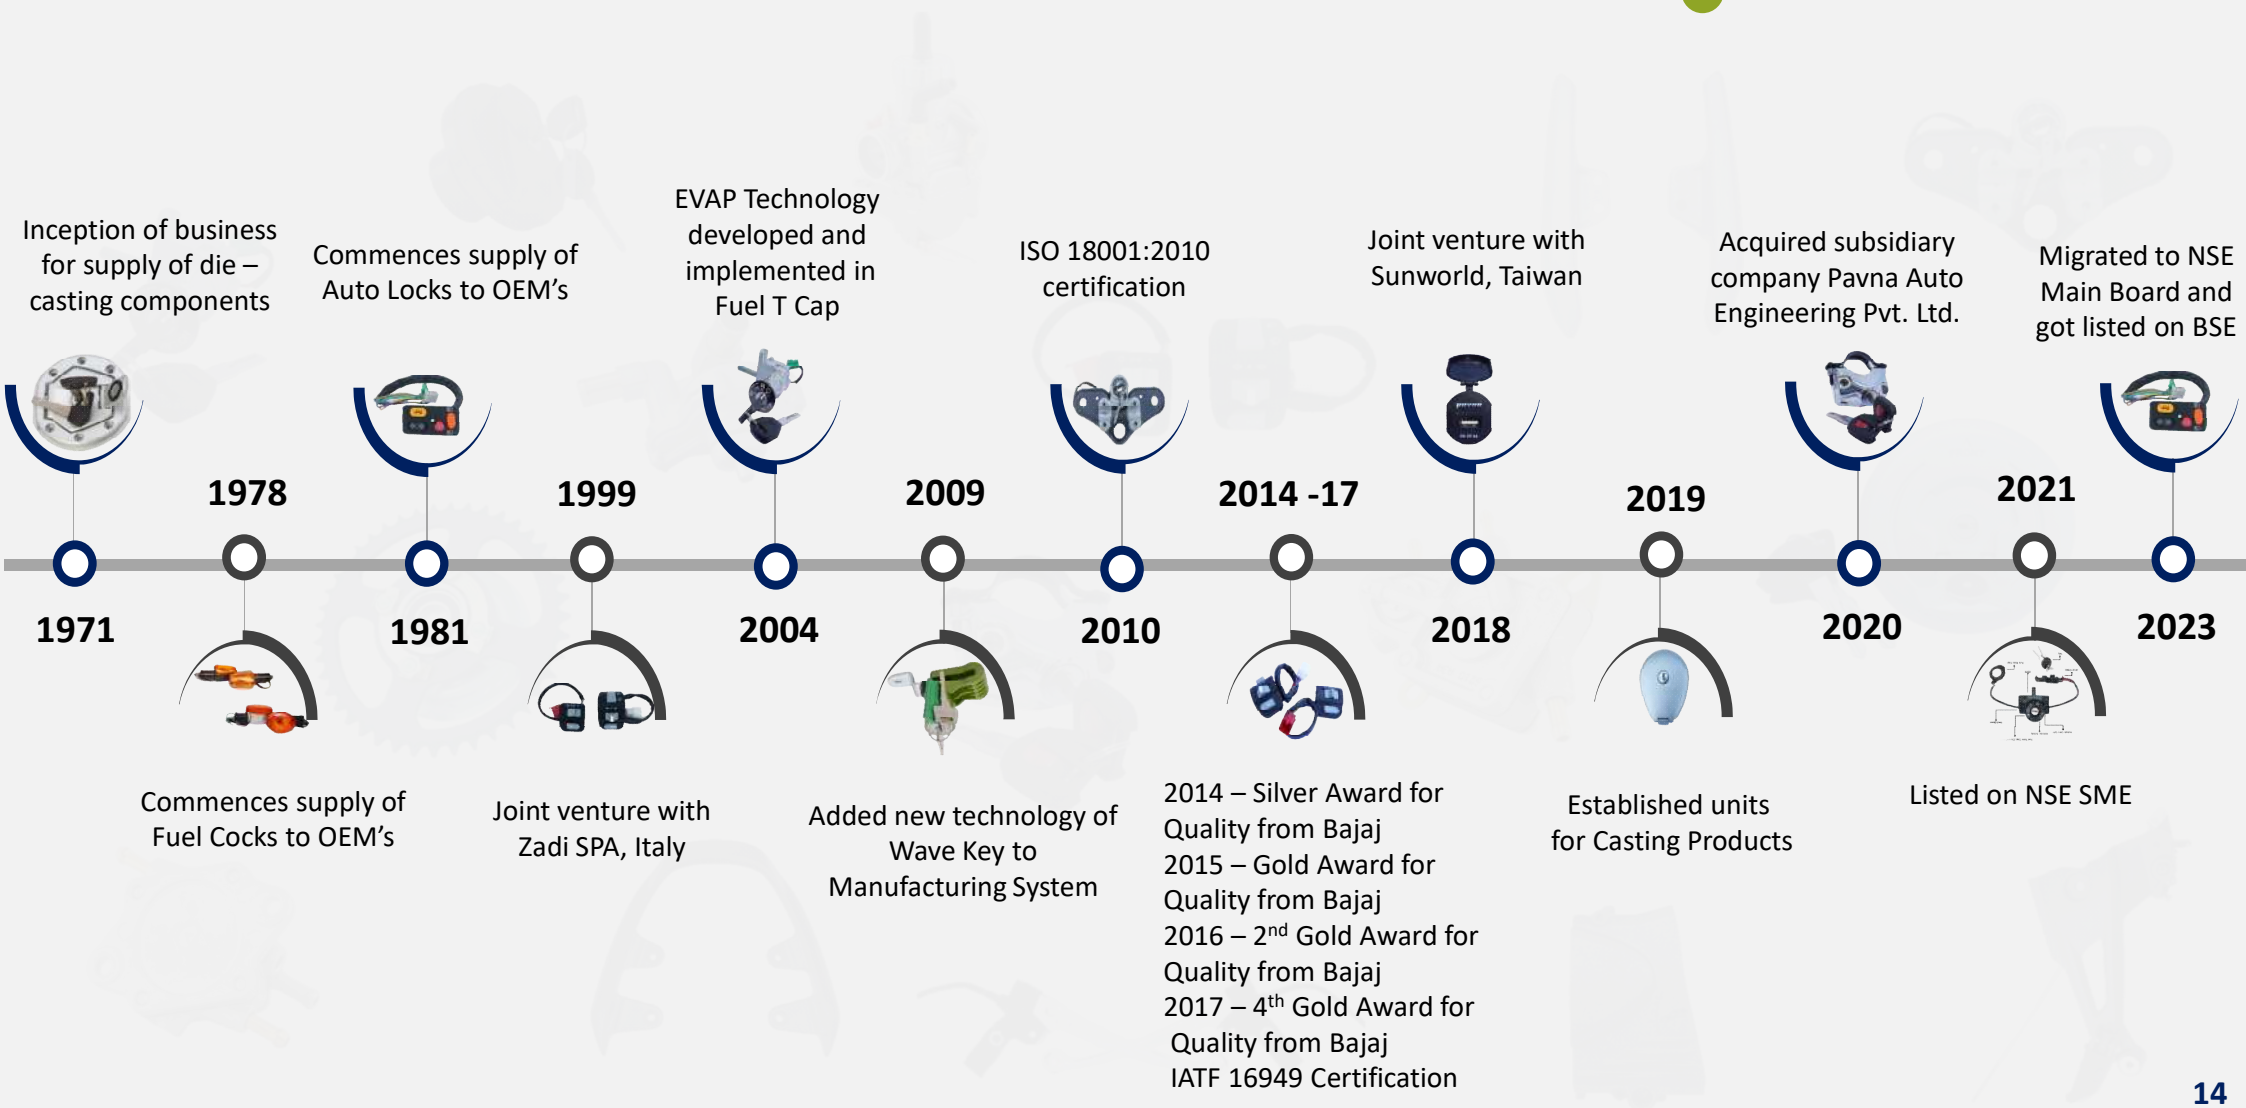 Inception of business
for supply of die –
casting components
1971
1978
Commences supply of
Fuel Cocks to OEM's
Commences supply of
Auto Locks to OEM's
1981
1999
Joint venture with
Zadi SPA, Italy
EVAP Technology
developed and
implemented in
Fuel T Cap
2004
2009
Added new technology of
Wave Key to
Manufacturing System
ISO 18001:2010
certification
2010
2014 -17
2014 – Silver Award for
Quality from Bajaj
2015 – Gold Award for
Quality from Bajaj
2016 – 2nd Gold Award for
Quality from Bajaj
2017 – 4th Gold Award for
Quality from Bajaj
IATF 16949 Certification
Joint venture with
Sunworld, Taiwan
2018
2019
Established units
for Casting Products
Acquired subsidiary
company Pavna Auto
Engineering Pvt. Ltd.
2020
2021
Listed on NSE SME
Migrated to NSE
Main Board and
got listed on BSE
2023
14